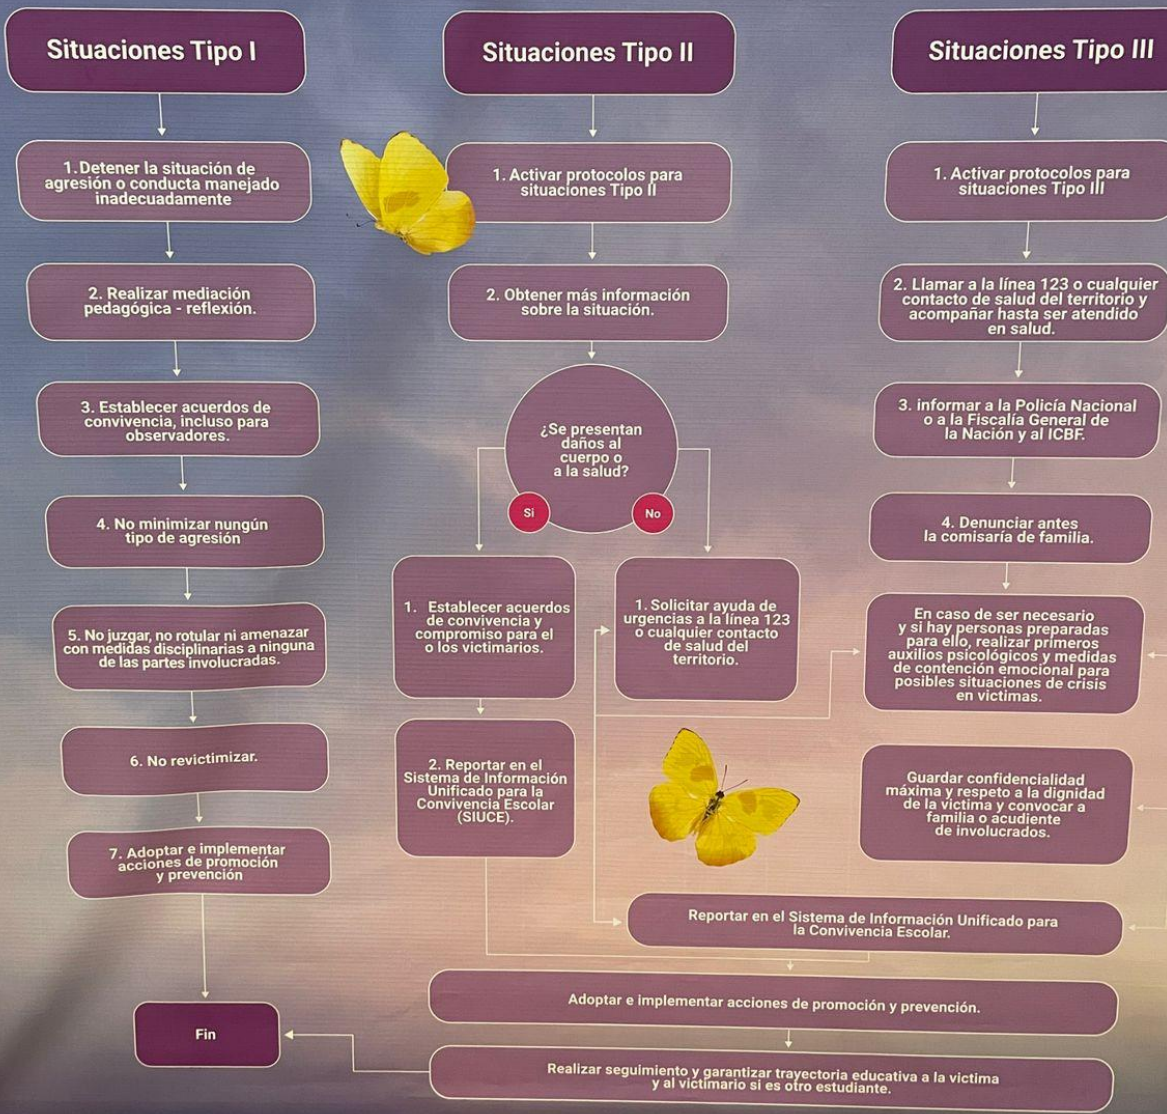 Situaciones Tipo I
1. Detener la situación de
agresión o conducta manejado
inadecuadamente
2. Realizar mediación
pedagógica - reflexión.
3. Establecer acuerdos de
convivencia, incluso para
observadores.
4. No minimizar nungún
tipo de agresión
5. No juzgar, no rotular ni amenazar
con medidas disciplinarias a ninguna
de las partes involucradas.
6. No revictimizar.
7. Adoptar e implementar
acciones de promoción
y prevención
Fin
Situaciones Tipo II
1. Activar protocolos para
situaciones Tipo II
2. Obtener más información
sobre la situación.
¿Se presentan
daños al
cuerpo o
a la salud?
Si
No
1. Establecer acuerdos
de convivencia y
compromiso para el
o los victimarios.
2. Reportar en el
Sistema de Información
Unificado para la
Convivencia Escolar
(SIUCE).
1. Solicitar ayuda de
urgencias a la línea 123
o cualquier contacto
de salud del
territorio.
Situaciones Tipo III
1. Activar protocolos para
situaciones Tipo III
2. Llamar a la línea 123 o cualquier
contacto de salud del territorio y
acompañar hasta ser atendido
en salud.
3. informar a la Policía Nacional
o a la Fiscalía General de
la Nación y al ICBF.
4. Denunciar antes
la comisaría de familia.
En caso de ser necesario
y si hay personas preparadas
para ello, realizar primeros
auxilios psicológicos y medidas
de contención emocional para
posibles situaciones de crisis
en victimas.
Guardar confidencialidad
máxima y respeto a la dignidad
de la victima y convocar a
familia o acudiente
de involucrados.
Reportar en el Sistema de Información Unificado para
la Convivencia Escolar.
Adoptar e implementar acciones de promoción y prevención.
Realizar seguimiento y garantizar trayectoria educativa a la victima
y al victimario si es otro estudiante.